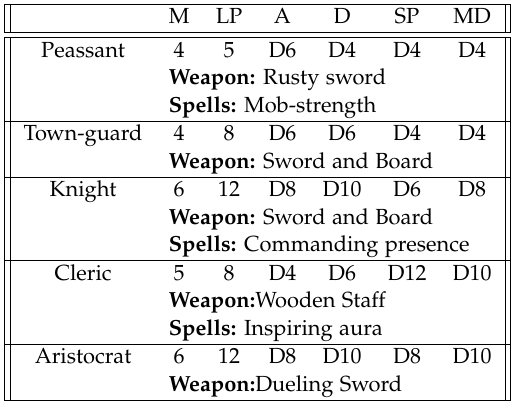 M LP A D SP MD
Peassant 4 5 D6 D4 D4 D4
Weapon: Rusty sword
Spells: Mob-strength
Town-guard 4 8 D6 D6 D4 D4
Weapon: Sword and Board
Knight 6 12 D8 D10 D6 D8
Weapon: Sword and Board
Spells: Commanding presence
Cleric 5 8 D4 D6 D12 D10
Weapon:Wooden Staff
Spells: Inspiring aura
Aristocrat 6 12 D8 D10 D8 D10
Weapon:Dueling Sword